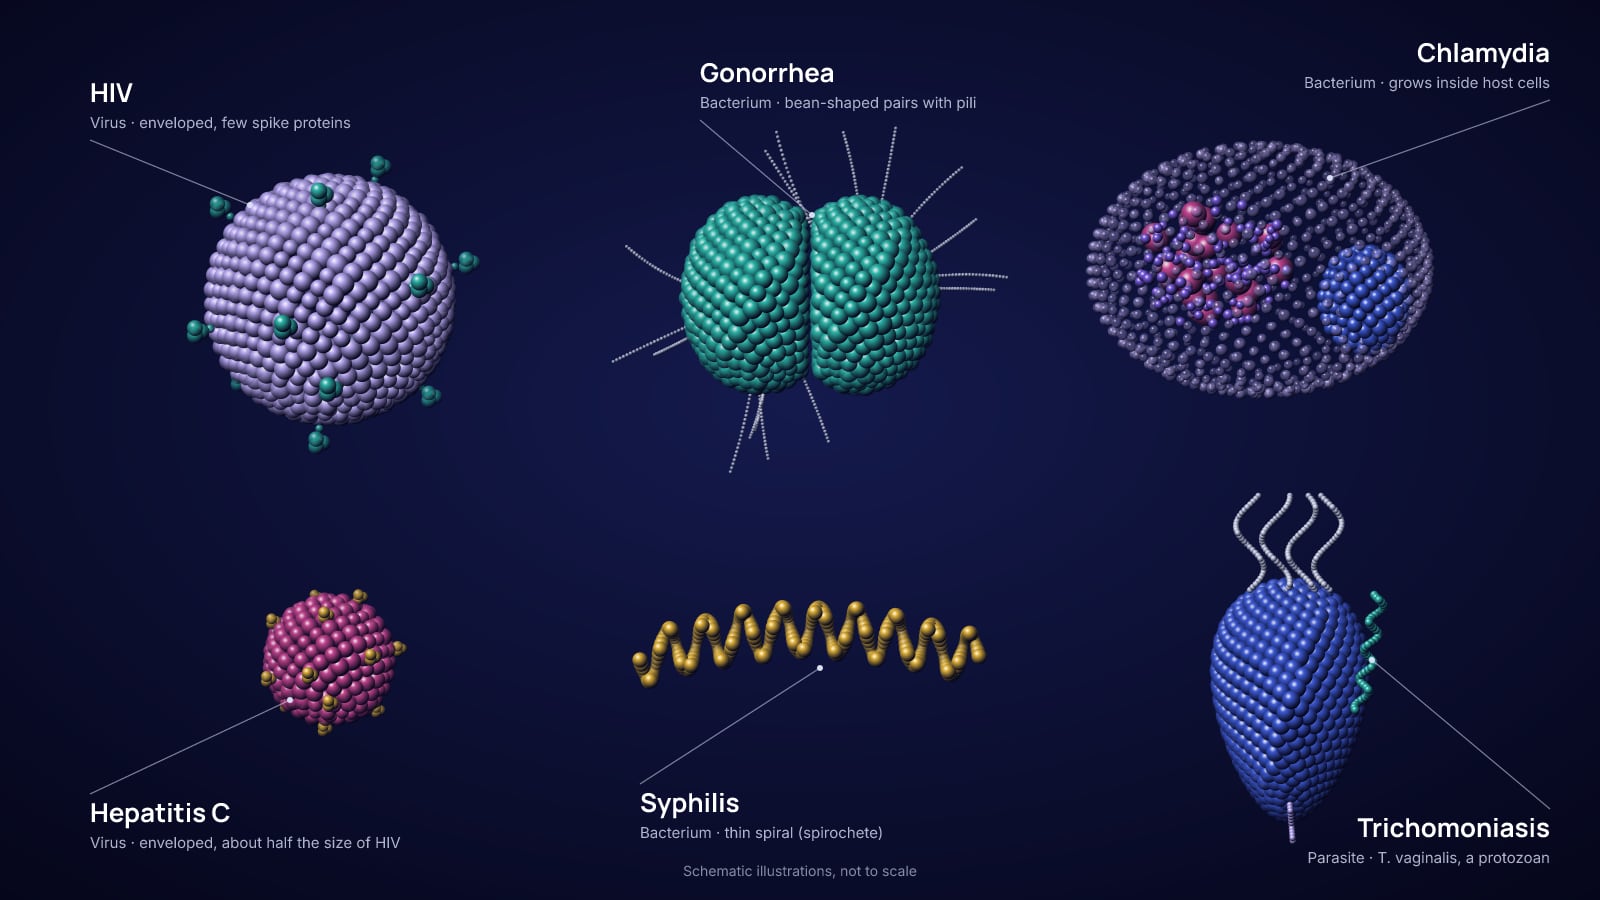 HIV
Virus · enveloped, few spike proteins
Gonorrhea
Bacterium · bean-shaped pairs with pili
Chlamydia
Bacterium · grows inside host cells
Hepatitis C
Virus · enveloped, about half the size of HIV
Syphilis
Bacterium · thin spiral (spirochete)
Trichomoniasis
Parasite · T. vaginalis, a protozoan
Schematic illustrations, not to scale